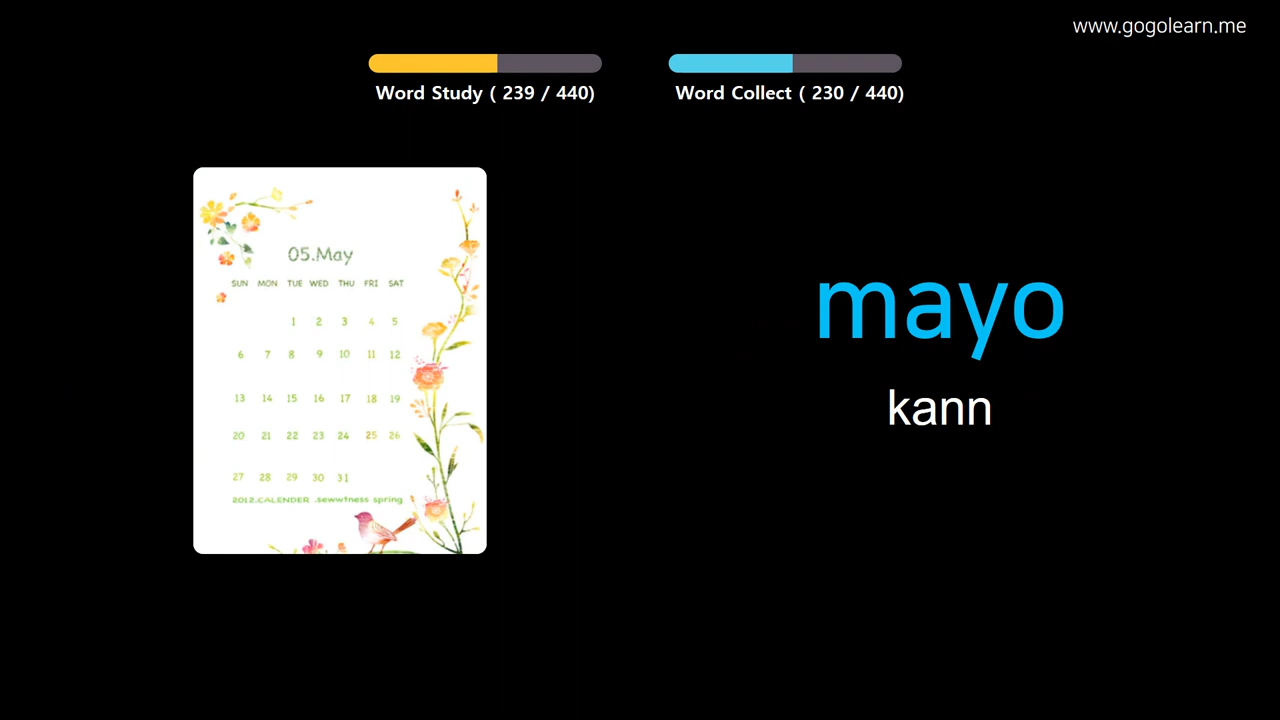 www.gogolearn.me
Word Study ( 239 / 440)
Word Collect ( 230 / 440)
05.May
SUN MON TUE WED THU FRI SAT
1 2 3 4 5
6 7 8 9 10 11 12
13 14 15 16 17 18 19
20 21 22 23 24 25 26
27 28 29 30 31
2012.CALENDER .sewwtness spring
mayo
kann